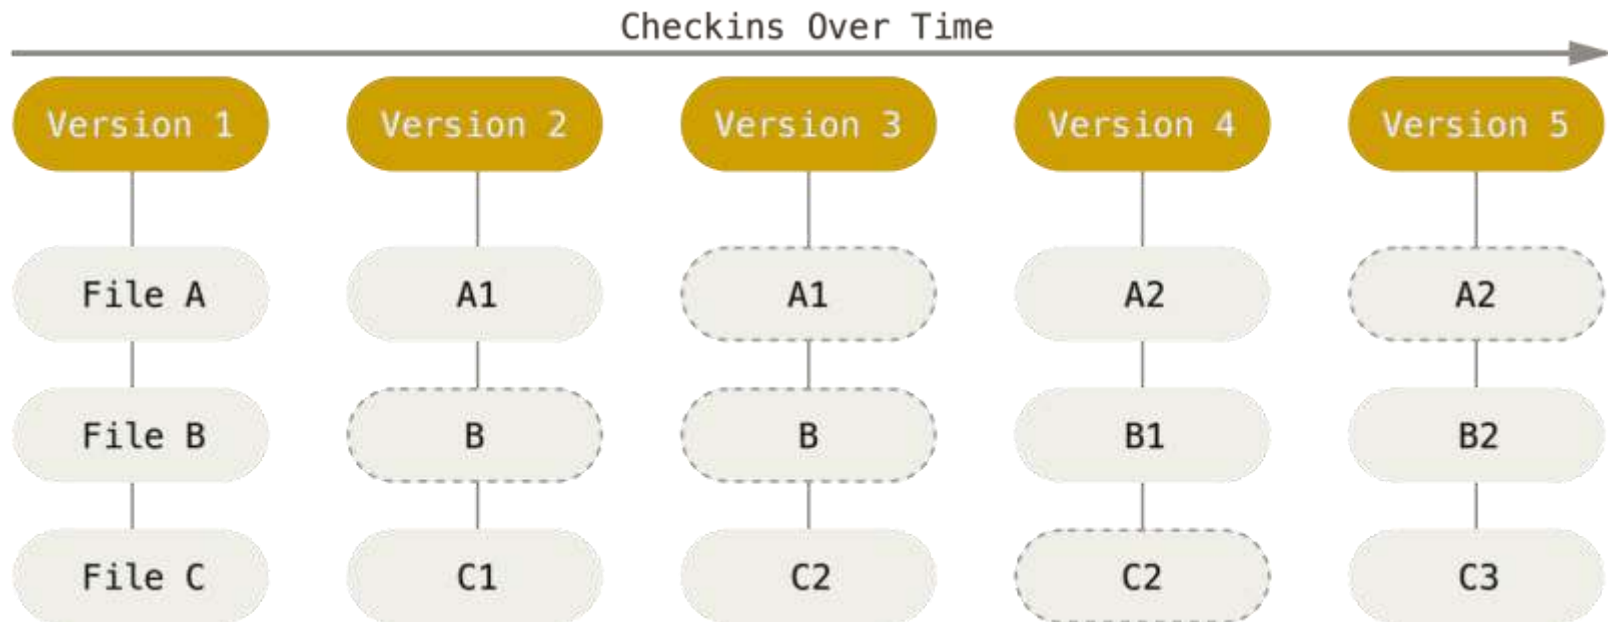 Checkins Over Time
Version 1 Version 2 Version 3 Version 4 Version 5
File A A1 A1 A2 A2
File B B B B1 B2
File C C1 C2 C2 C3